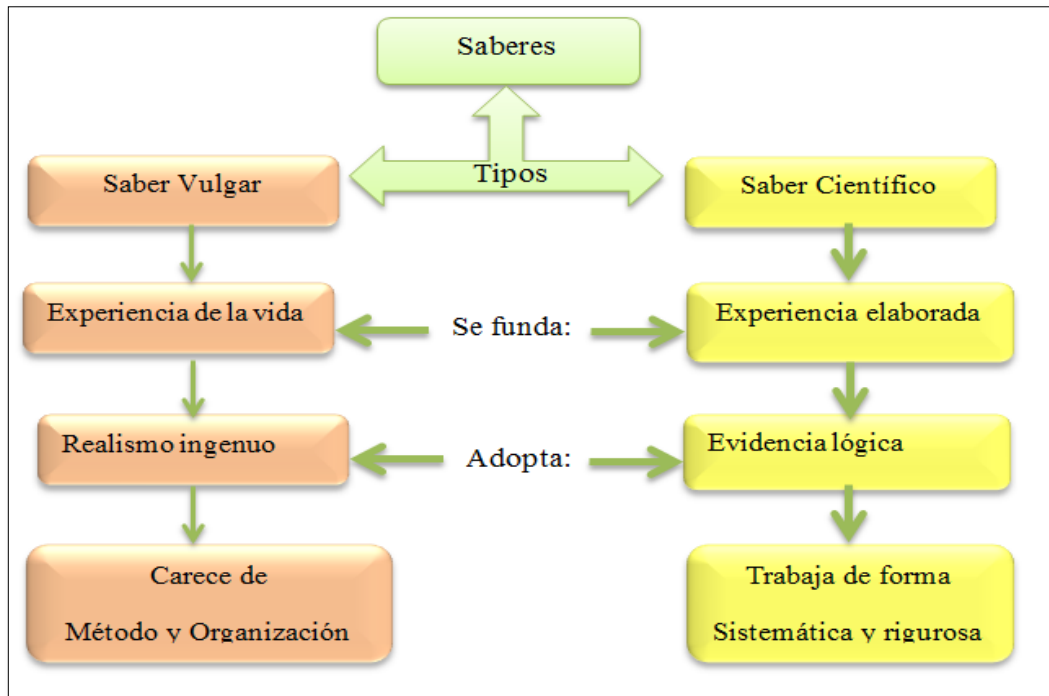 Saberes
Tipos
Saber Vulgar
Saber Científico
Experiencia de la vida
Se funda:
Experiencia elaborada
Realismo ingenuo
Adopta:
Evidencia lógica
Carece de
Método y Organización
Trabaja de forma
Sistemática y rigurosa